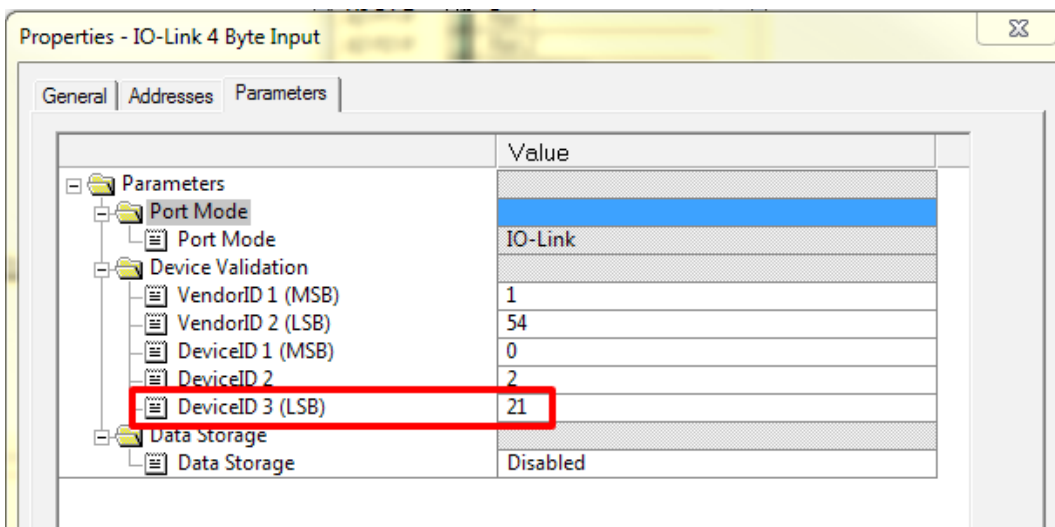 Properties - IO-Link 4 Byte Input
General Addresses Parameters
Value
Parameters
Port Mode
Port Mode IO-Link
Device Validation
VendorID 1 (MSB) 1
VendorID 2 (LSB) 54
DeviceID 1 (MSB) 0
DeviceID 2 2
DeviceID 3 (LSB) 21
Data Storage
Data Storage Disabled